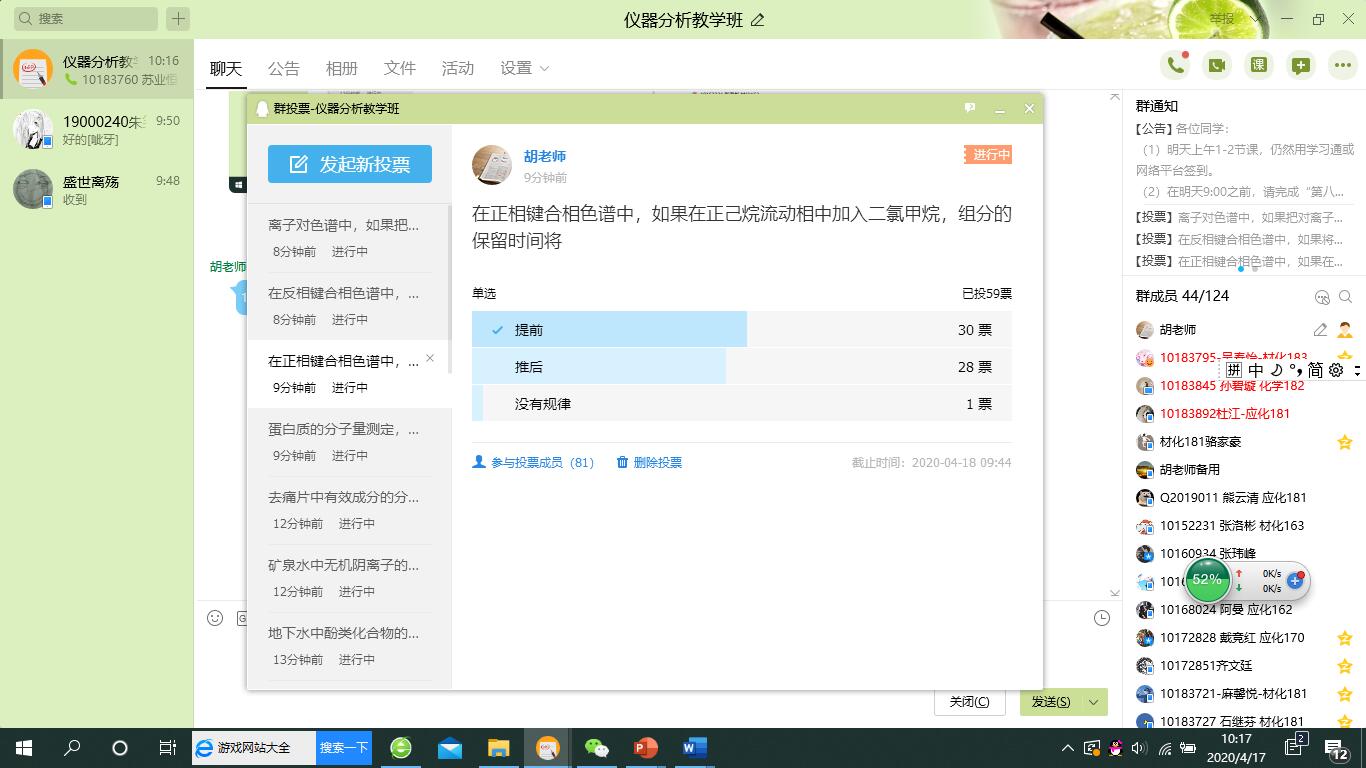 搜索
仪器分析教学班
举报
仪器分析教 10:16
10183760 苏业恒
19000240朱 9:50
好的[呲牙]
盛世离殇 9:48
收到
聊天 公告 相册 文件 活动 设置
课
群投票-仪器分析教学班
发起新投票
离子对色谱中，如果把...
8分钟前 进行中
在反相键合相色谱中，...
8分钟前 进行中
在正相键合相色谱中，...
9分钟前 进行中
蛋白质的分子量测定，...
9分钟前 进行中
去痛片中有效成分的分...
12分钟前 进行中
矿泉水中无机阴离子的...
12分钟前 进行中
地下水中酚类化合物的...
13分钟前 进行中
胡老师
9分钟前
进行中
在正相键合相色谱中，如果在正己烷流动相中加入二氯甲烷，组分的
保留时间将
单选 已投59票
提前 30 票
推后 28 票
没有规律 1 票
参与投票成员（81） 删除投票 截止时间：2020-04-18 09:44
胡老师
关闭(C) 发送(S)
群通知
【公告】各位同学：
（1）明天上午1-2节课，仍然用学习通或
网络平台签到。
（2）在明天9:00之前，请完成“第八...
【投票】离子对色谱中，如果把对离子...
【投票】在反相键合相色谱中，如果将...
【投票】在正相键合相色谱中，如果在...
群成员 44/124
胡老师
10183795-吴春怡-材化183
拼 中 简
10183845 孙碧璇 化学182
10183892杜江-应化181
材化181骆家豪
胡老师备用
Q2019011 熊云清 应化181
10152231 张洛彬 材化163
10160934 张玮峰
52% 0K/s
0K/s
10168024 阿曼 应化162
10172828 戴竞红 应化170
10172851齐文廷
10183721-麻馨悦-材化181
10183727 石继芬 材化181
游戏网站大全 搜索一下
10:17
2020/4/17
2
12